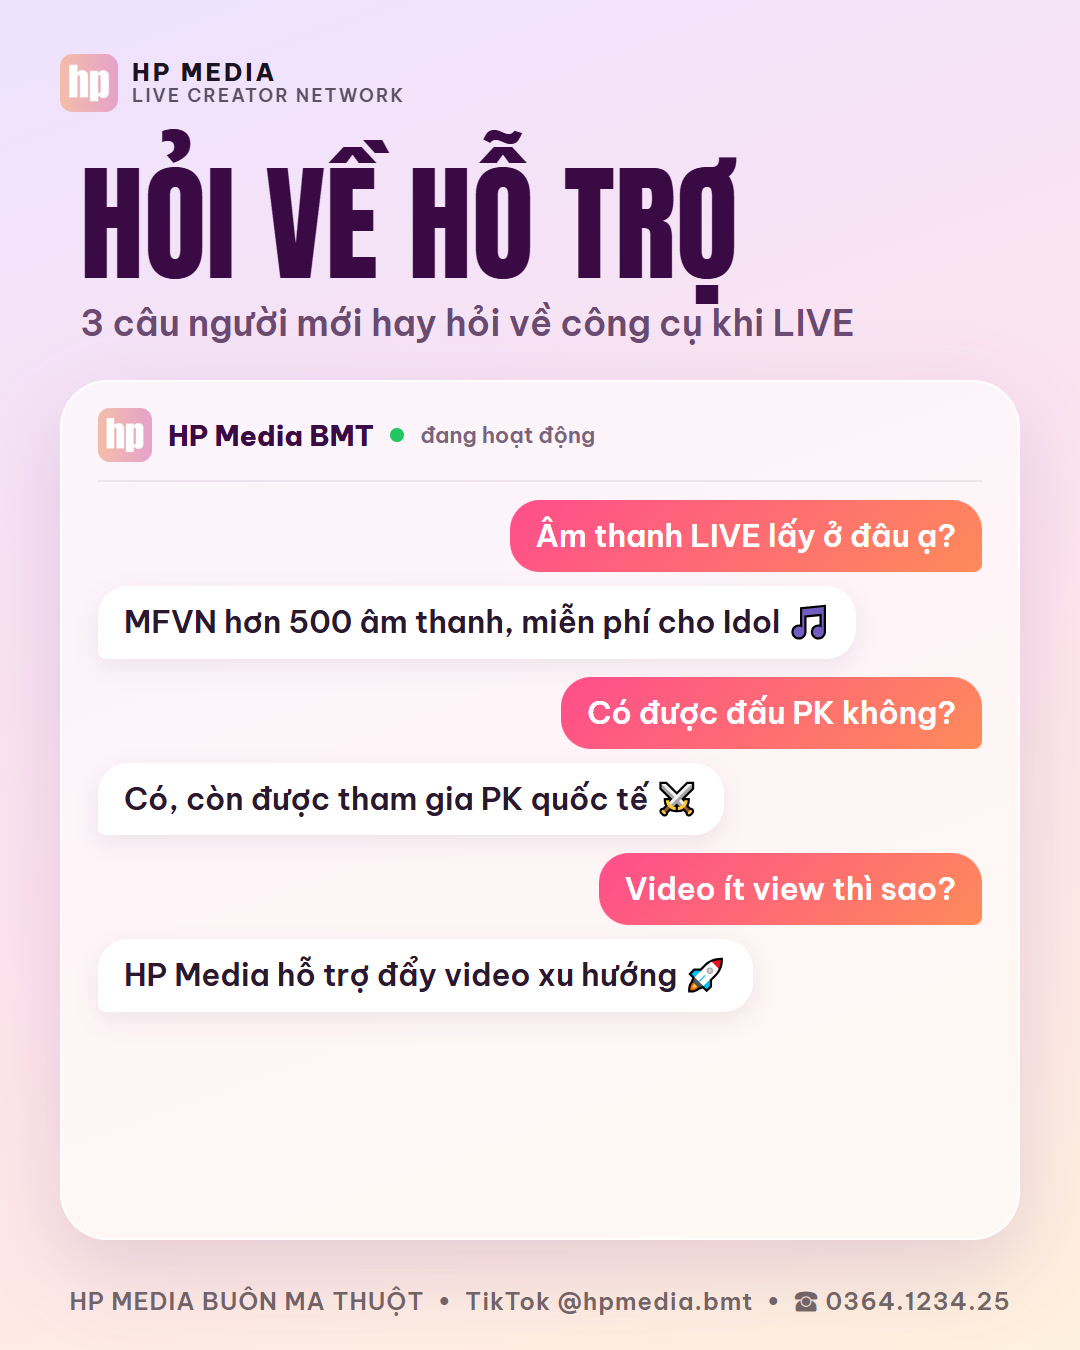 hp
HP MEDIA
LIVE CREATOR NETWORK
HỎI VỀ HỖ TRỢ
3 câu người mới hay hỏi về công cụ khi LIVE
hp
HP Media BMT ● đang hoạt động
Âm thanh LIVE lấy ở đâu ạ?
MFVN hơn 500 âm thanh, miễn phí cho Idol 🎵
Có được đấu PK không?
Có, còn được tham gia PK quốc tế ⚔️
Video ít view thì sao?
HP Media hỗ trợ đẩy video xu hướng 🚀
HP MEDIA BUÔN MA THUỘT • TikTok @hpmedia.bmt • ☎ 0364.1234.25